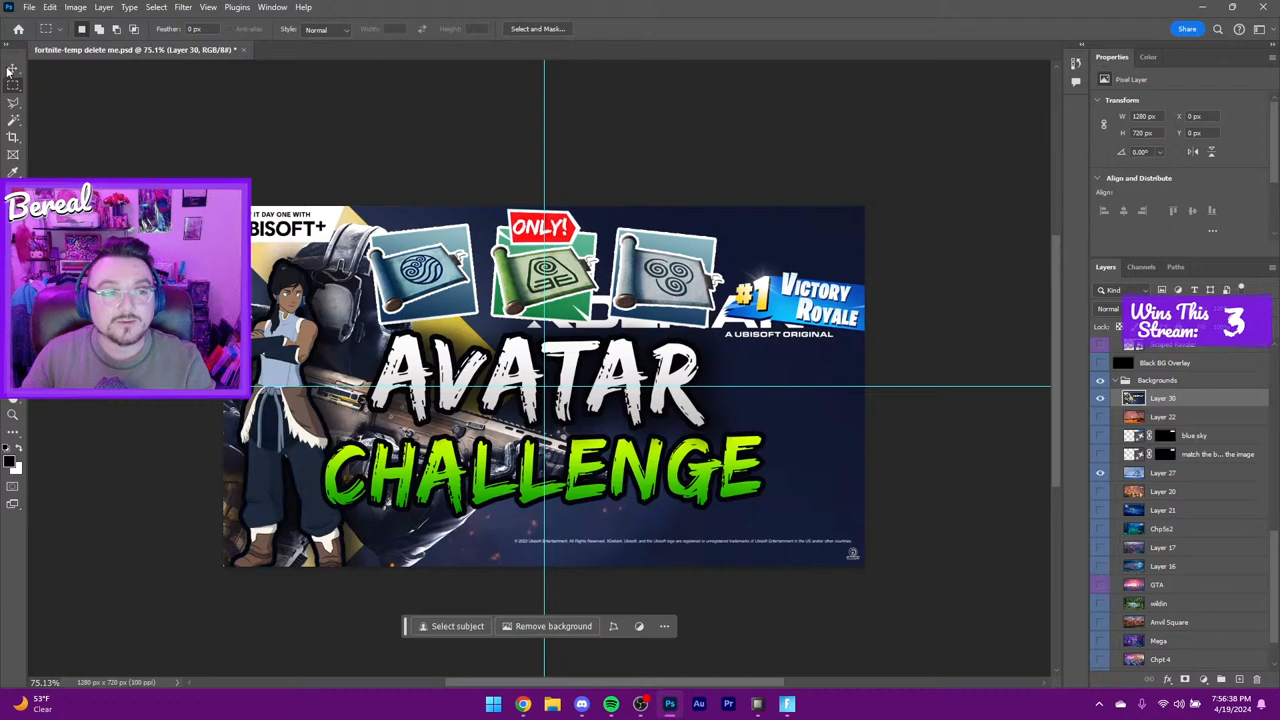 File Edit Image Layer Type Select Filter View Plugins Window Help
Feather: 0 px Anti-alias Style: Normal Width: Height: Select and Mask... Share
fortnite-temp delete me.psd @ 75.1% (Layer 30, RGB/8#) *
Properties Color
Pixel Layer
Transform
W 1280 px X 0 px
H 720 px Y 0 px
0.00°
Align and Distribute
Align:
Bereal
IT DAY ONE WITH
BISOFT+
ONLY!
#1 VICTORY
ROYALE
A UBISOFT ORIGINAL
AVATAR
CHALLENGE
Layers Channels Paths
Kind
Normal
Lock:
Wins This
Stream: 3
Black BG Overlay
Backgrounds
Layer 30
Layer 22
blue sky
match the b... the image
Layer 27
Layer 20
Layer 21
Chp5s2
Layer 17
Layer 16
GTA
wildin
Anvil Square
Mega
Chpt 4
Select subject Remove background
75.13% 1280 px x 720 px (100 ppi)
53°F
Clear
7:56:38 PM
4/19/2024